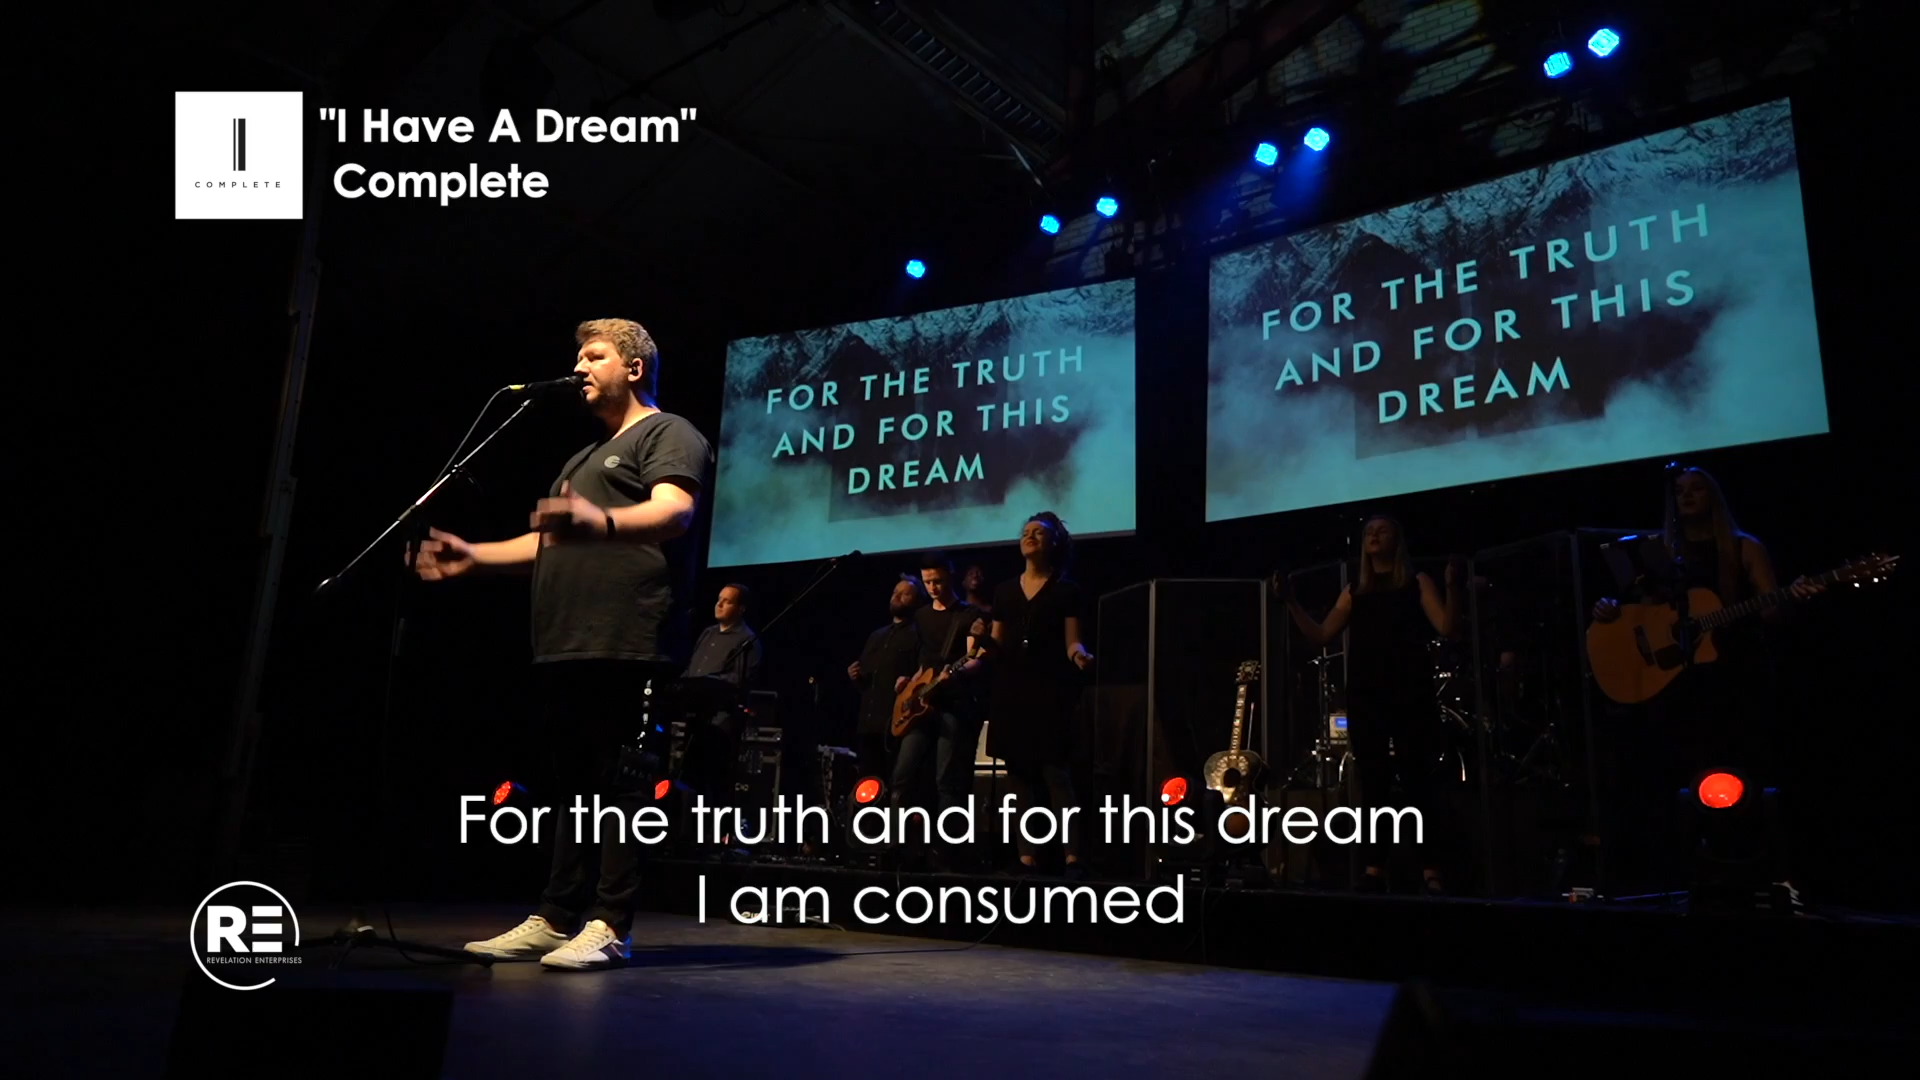 "I Have A Dream"
COMPLETE
Complete
FOR THE TRUTH
AND FOR THIS
DREAM
FOR THE TRUTH
AND FOR THIS
DREAM
For the truth and for this dream
I am consumed
RE
REVELATION ENTERPRISES